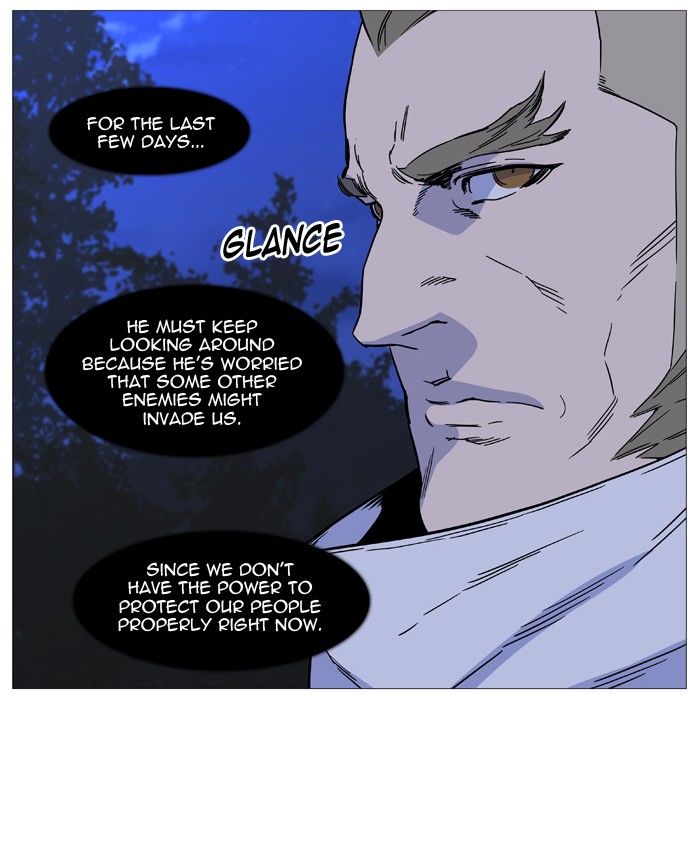 FOR THE LAST
FEW DAYS...
GLANCE
HE MUST KEEP
LOOKING AROUND
BECAUSE HE'S WORRIED
THAT SOME OTHER
ENEMIES MIGHT
INVADE US.
SINCE WE DON'T
HAVE THE POWER TO
PROTECT OUR PEOPLE
PROPERLY RIGHT NOW.